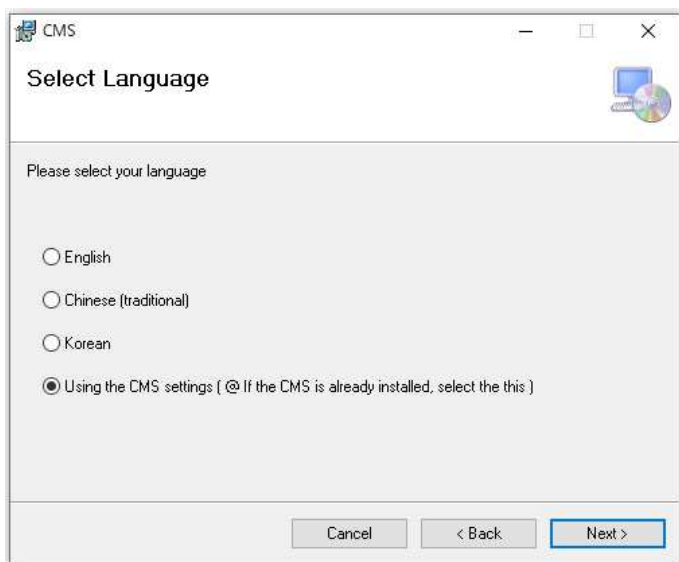 CMS
Select Language
Please select your language
English
Chinese (traditional)
Korean
Using the CMS settings ( @ If the CMS is already installed, select the this )
Cancel
< Back
Next >